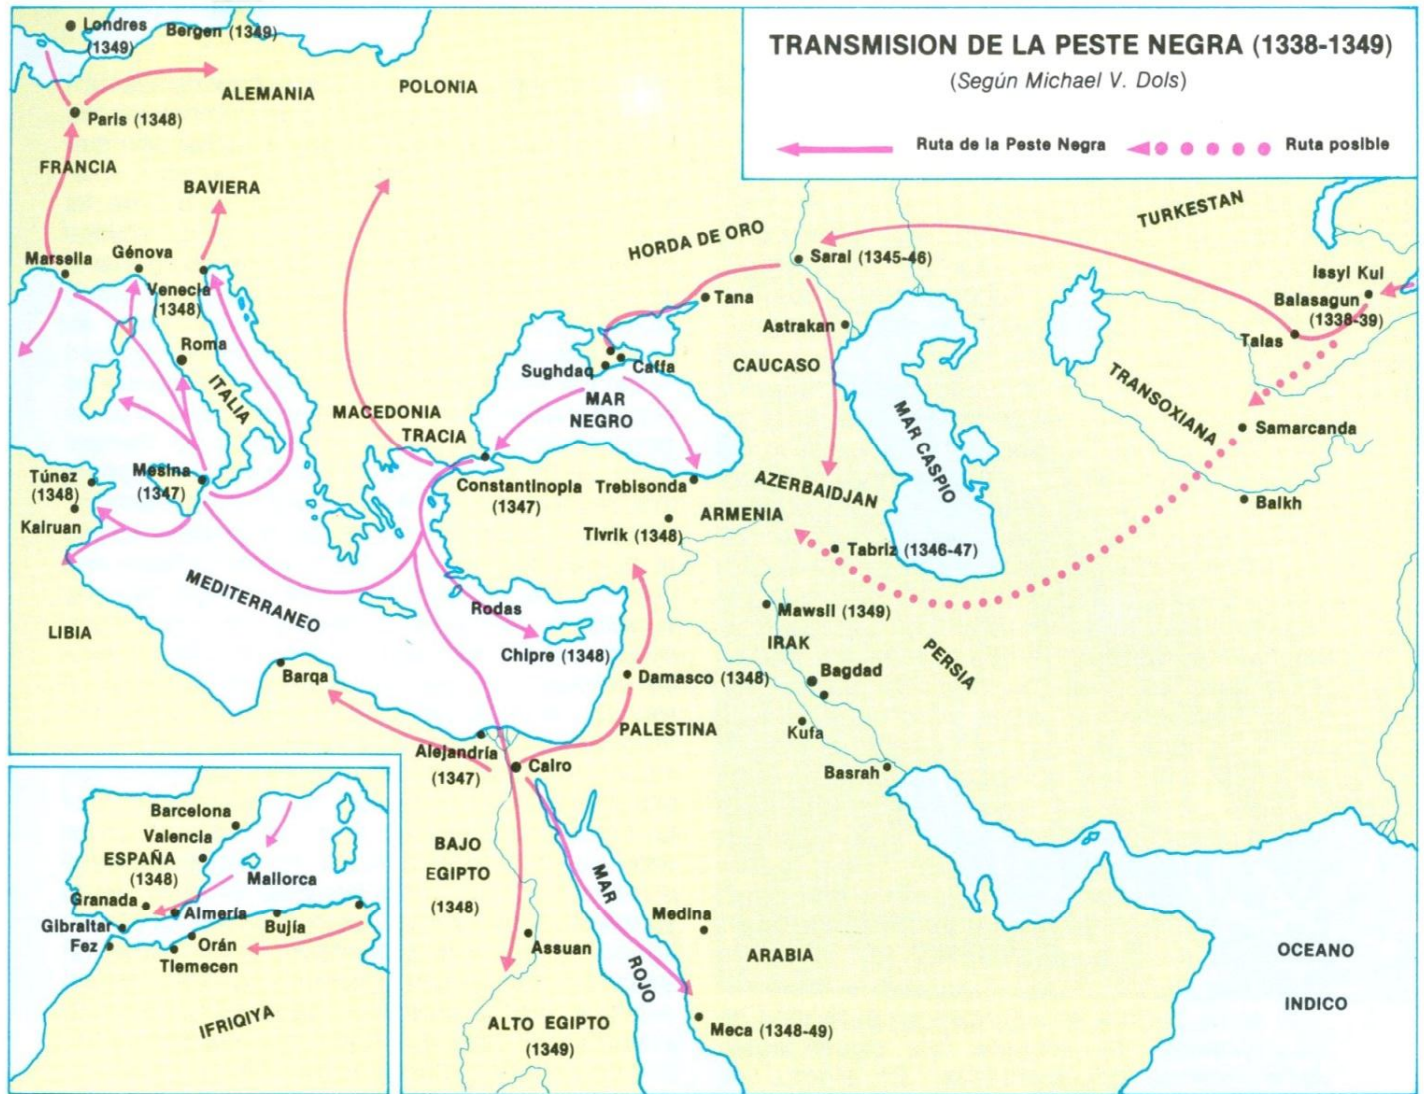 TRANSMISION DE LA PESTE NEGRA (1338-1349)
(Según Michael V. Dols)
Ruta de la Peste Negra
Ruta posible
Londres
(1349)
Bergen (1349)
ALEMANIA
POLONIA
Paris (1348)
FRANCIA
BAVIERA
Marsella
Génova
Venecia
(1348)
Roma
ITALIA
HORDA DE ORO
TURKESTAN
Sarai (1345-46)
Issyl Kul
Balasagun
(1338-39)
Talas
Tana
Astrakan
CAUCASO
Sughdaq
Caffa
MAR
NEGRO
MAR CASPIO
TRANSOXIANA
Samarcanda
Balkh
MACEDONIA
TRACIA
Constantinopla
(1347)
Trebisonda
AZERBAIDJAN
ARMENIA
Tivrik (1348)
Tabriz (1346-47)
Túnez
(1348)
Kairuan
Mesina
(1347)
MEDITERRANEO
LIBIA
Rodas
Chipre (1348)
Mawsil (1349)
IRAK
PERSIA
Bagdad
Kufa
Basrah
Barqa
Damasco (1348)
PALESTINA
Alejandría
(1347)
Cairo
BAJO
EGIPTO
(1348)
MAR
ROJO
Medina
ARABIA
Assuan
ALTO EGIPTO
(1349)
Meca (1348-49)
OCEANO
INDICO
Barcelona
Valencia
ESPAÑA
(1348)
Mallorca
Granada
Almería
Gibraltar
Bujía
Fez
Orán
Tlemecen
IFRIQIYA